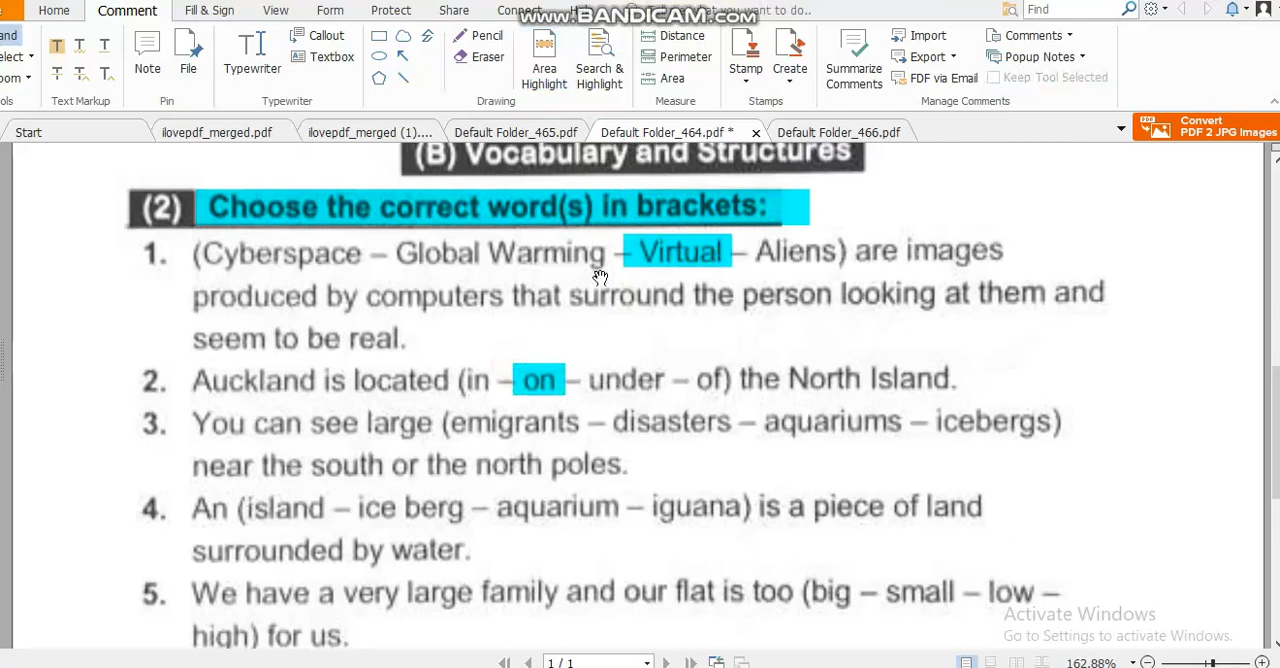 Home Comment Fill & Sign View Form Protect Share Connect to do..
www.BANDICAM.com
Find
Callout
Textbox
Note File Typewriter
Text Markup Pin Typewriter
Pencil
Eraser
Area Highlight Search & Highlight
Drawing
Distance
Perimeter
Area
Measure
Stamp Create
Stamps
Summarize Comments
Import
Export
FDF via Email
Comments
Popup Notes
Keep Tool Selected
Manage Comments
Start ilovepdf_merged.pdf ilovepdf_merged (1).... Default Folder_465.pdf Default Folder_464.pdf * Default Folder_466.pdf
Convert
PDF 2 JPG Images
(B) Vocabulary and Structures
(2) Choose the correct word(s) in brackets:
1. (Cyberspace – Global Warming – Virtual – Aliens) are images
produced by computers that surround the person looking at them and
seem to be real.
2. Auckland is located (in – on – under – of) the North Island.
3. You can see large (emigrants – disasters – aquariums – icebergs)
near the south or the north poles.
4. An (island – ice berg – aquarium – iguana) is a piece of land
surrounded by water.
5. We have a very large family and our flat is too (big – small – low –
high) for us.
Activate Windows
Go to Settings to activate Windows.
1 / 1 162.88%